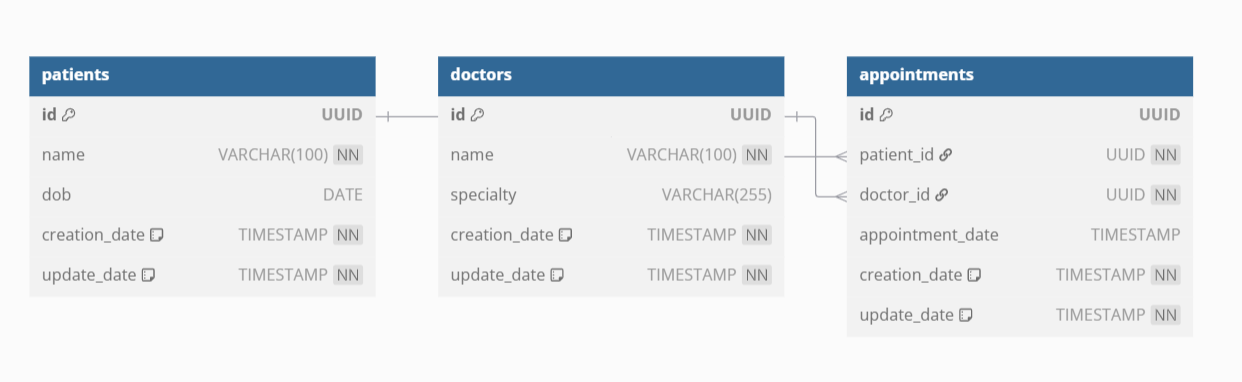 patients
id UUID
name VARCHAR(100) NN
dob DATE
creation_date TIMESTAMP NN
update_date TIMESTAMP NN
doctors
id UUID
name VARCHAR(100) NN
specialty VARCHAR(255)
creation_date TIMESTAMP NN
update_date TIMESTAMP NN
appointments
id UUID
patient_id UUID NN
doctor_id UUID NN
appointment_date TIMESTAMP
creation_date TIMESTAMP NN
update_date TIMESTAMP NN